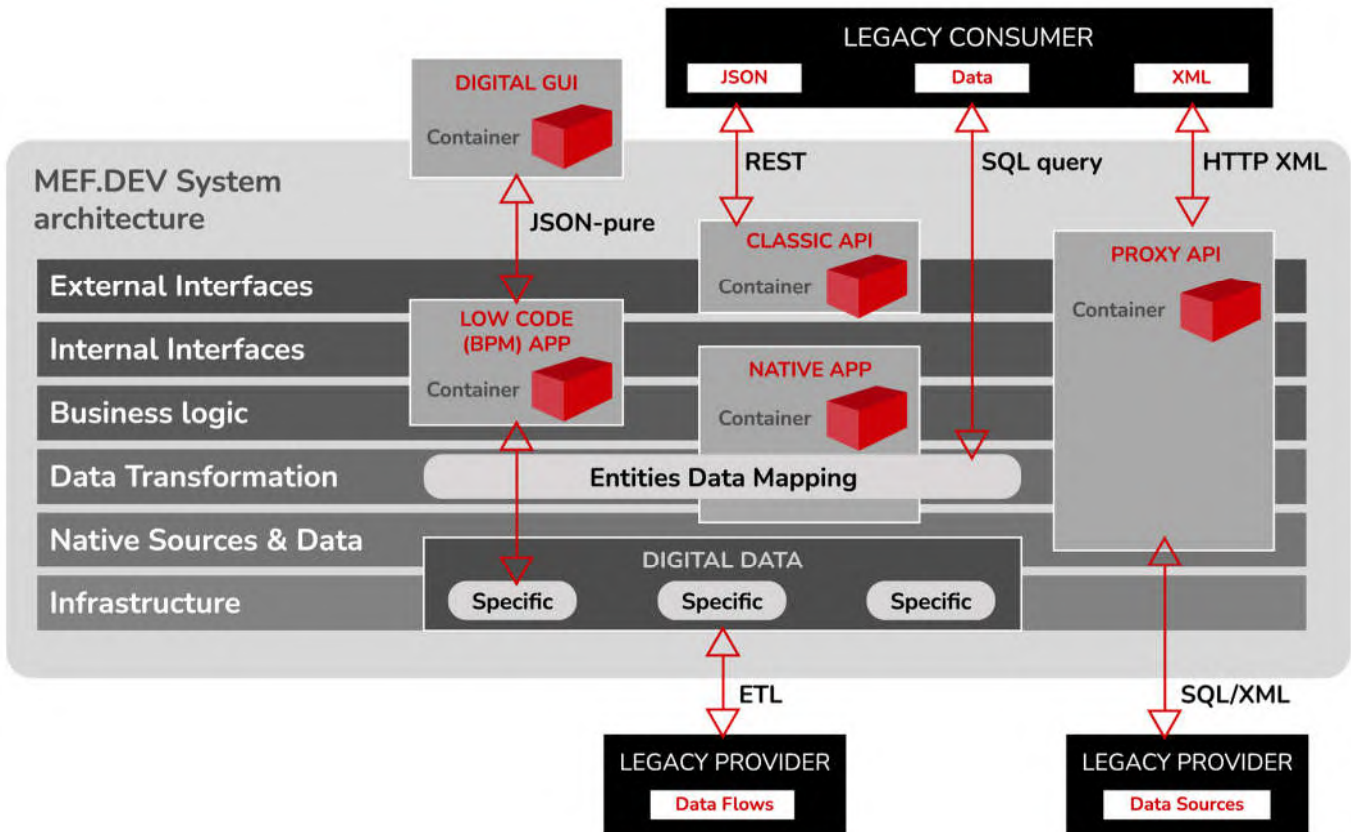 LEGACY CONSUMER
JSON
Data
XML
DIGITAL GUI
Container
REST
SQL query
HTTP XML
MEF.DEV System
architecture
JSON-pure
CLASSIC API
Container
PROXY API
Container
External Interfaces
LOW CODE
(BPM) APP
Container
Internal Interfaces
NATIVE APP
Container
Business logic
Data Transformation
Entities Data Mapping
Native Sources & Data
DIGITAL DATA
Infrastructure
Specific
Specific
Specific
ETL
SQL/XML
LEGACY PROVIDER
Data Flows
LEGACY PROVIDER
Data Sources